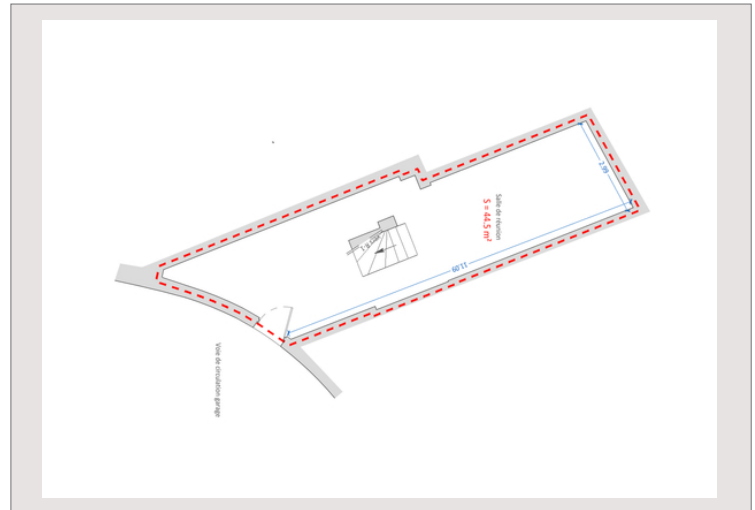 2.99
Salle de réunion
S = 44.5 m²
11.09
Voie de circulation garage